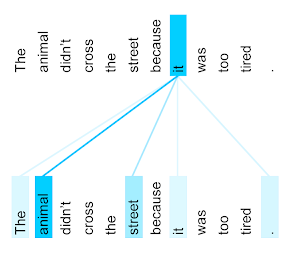 The animal didn't cross the street because it was too tired .
The animal didn't cross the street because it was too tired .